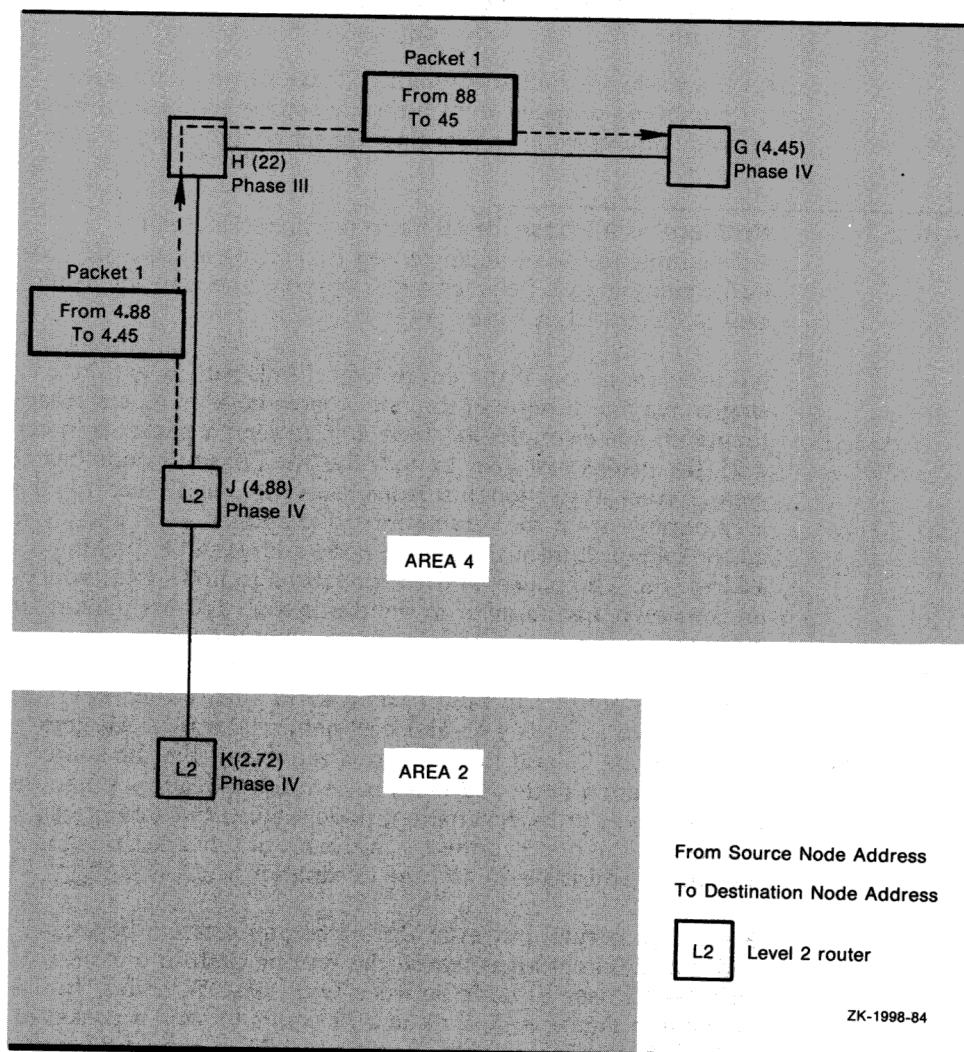 Packet 1
From 88
To 45
H (22)
Phase III
G (4.45)
Phase IV
Packet 1
From 4.88
To 4.45
L2
J (4.88)
Phase IV
AREA 4
L2
K(2.72)
Phase IV
AREA 2
From Source Node Address
To Destination Node Address
L2
Level 2 router
ZK-1998-84